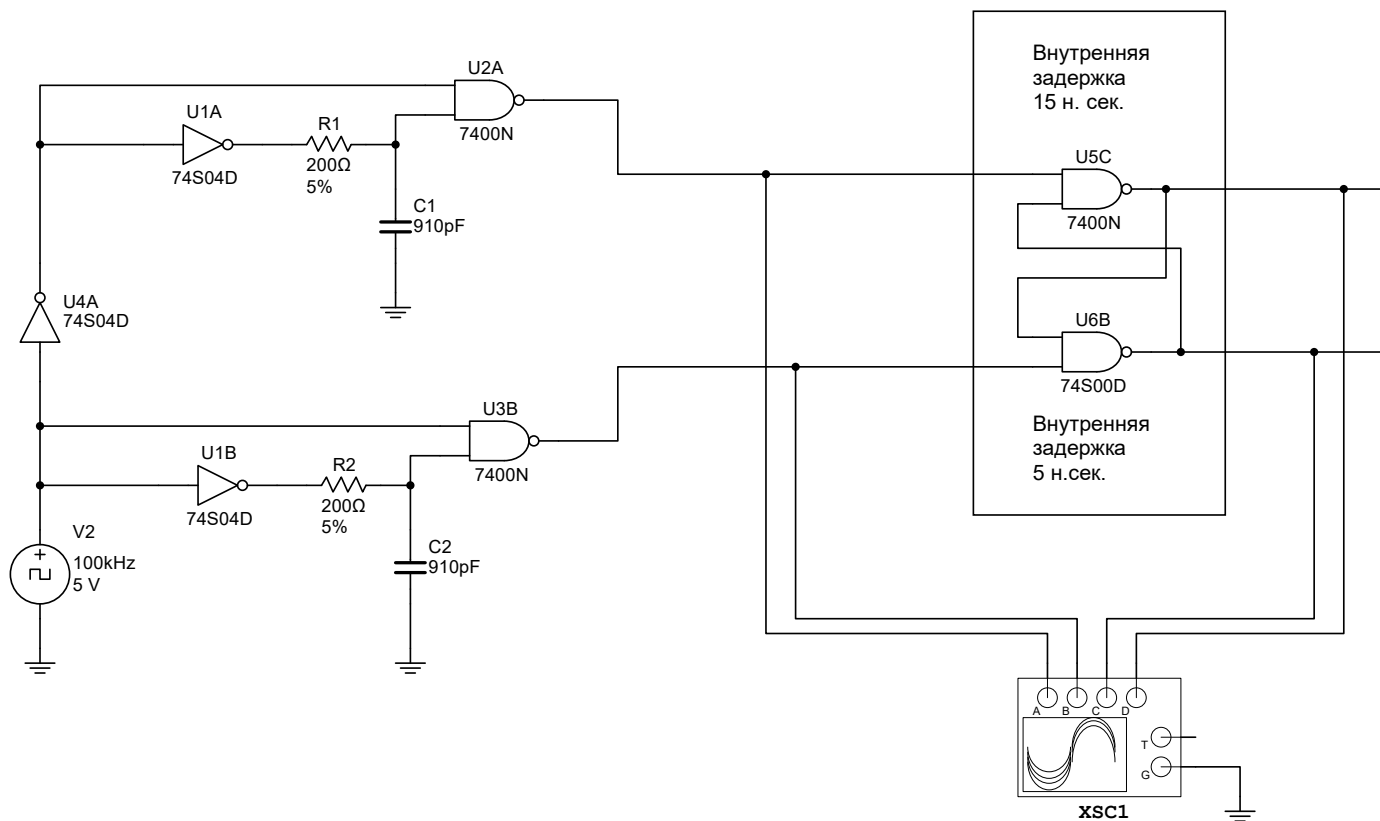 Внутренняя
задержка
15 н. сек.
U2A
7400N
U1A
74S04D
R1
200Ω
5%
C1
910pF
U5C
7400N
U4A
74S04D
U6B
74S00D
U3B
7400N
Внутренняя
задержка
5 н.сек.
U1B
74S04D
R2
200Ω
5%
V2
100kHz
5 V
C2
910pF
A B C D
T
G
XSC1